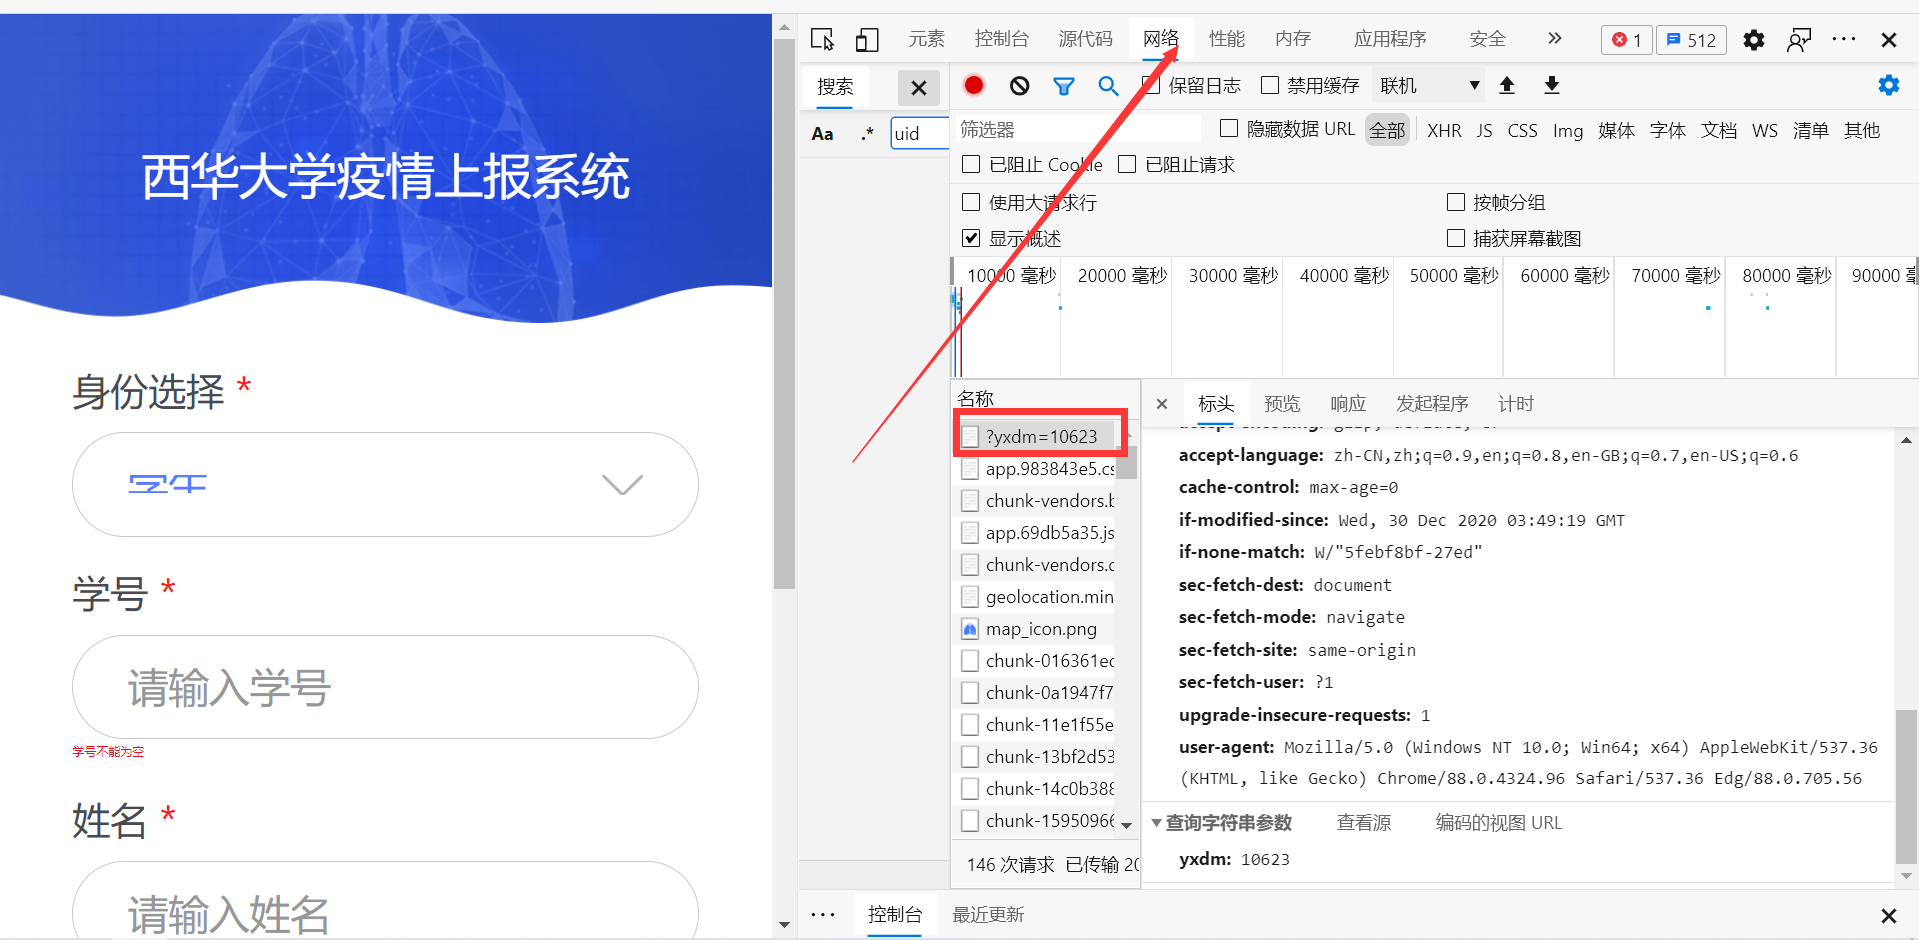 西华大学疫情上报系统
身份选择 *
学生
学号 *
请输入学号
学号不能为空
姓名 *
请输入姓名
元素 控制台 源代码 网络 性能 内存 应用程序 安全 » 1 512
搜索
Aa .* uid
保留日志 禁用缓存 联机
筛选器 隐藏数据 URL 全部 XHR JS CSS Img 媒体 字体 文档 WS 清单 其他
已阻止 Cookie 已阻止请求
使用大请求行 按帧分组
显示概述 捕获屏幕截图
10000 毫秒 20000 毫秒 30000 毫秒 40000 毫秒 50000 毫秒 60000 毫秒 70000 毫秒 80000 毫秒 90000 毫
名称
?yxdm=10623
app.983843e5.cs
chunk-vendors.b
app.69db5a35.js
chunk-vendors.c
geolocation.min
map_icon.png
chunk-016361ec
chunk-0a1947f7
chunk-11e1f55e
chunk-13bf2d53
chunk-14c0b388
chunk-15950966
146 次请求 已传输 20
标头 预览 响应 发起程序 计时
accept-language: zh-CN,zh;q=0.9,en;q=0.8,en-GB;q=0.7,en-US;q=0.6
cache-control: max-age=0
if-modified-since: Wed, 30 Dec 2020 03:49:19 GMT
if-none-match: W/"5febf8bf-27ed"
sec-fetch-dest: document
sec-fetch-mode: navigate
sec-fetch-site: same-origin
sec-fetch-user: ?1
upgrade-insecure-requests: 1
user-agent: Mozilla/5.0 (Windows NT 10.0; Win64; x64) AppleWebKit/537.36
(KHTML, like Gecko) Chrome/88.0.4324.96 Safari/537.36 Edg/88.0.705.56
查询字符串参数 查看源 编码的视图 URL
yxdm: 10623
控制台 最近更新